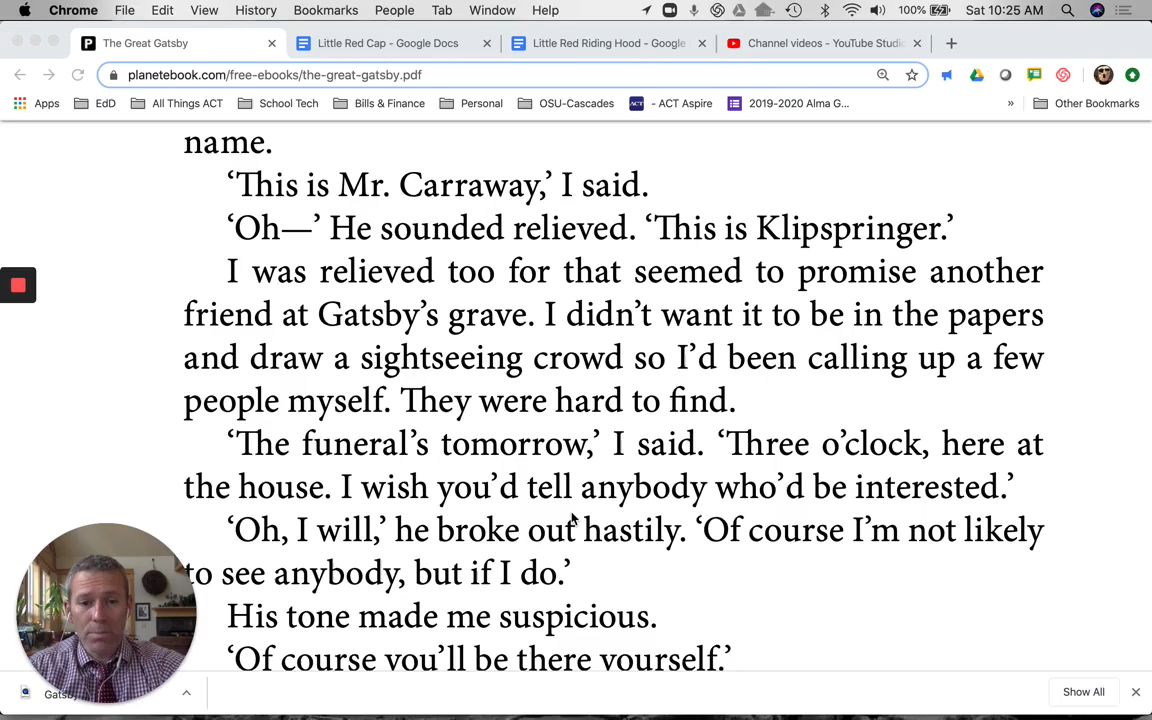 Chrome File Edit View History Bookmarks People Tab Window Help 100% Sat 10:25 AM
The Great Gatsby Little Red Cap - Google Docs Little Red Riding Hood - Google Channel videos - YouTube Studi
planetebook.com/free-ebooks/the-great-gatsby.pdf
Apps EdD All Things ACT School Tech Bills & Finance Personal OSU-Cascades ACT - ACT Aspire 2019-2020 Alma G... » Other Bookmarks
name.
‘This is Mr. Carraway,’ I said.
‘Oh—’ He sounded relieved. ‘This is Klipspringer.’
I was relieved too for that seemed to promise another
friend at Gatsby’s grave. I didn’t want it to be in the papers
and draw a sightseeing crowd so I’d been calling up a few
people myself. They were hard to find.
‘The funeral’s tomorrow,’ I said. ‘Three o’clock, here at
the house. I wish you’d tell anybody who’d be interested.’
‘Oh, I will,’ he broke out hastily. ‘Of course I’m not likely
to see anybody, but if I do.’
His tone made me suspicious.
‘Of course you’ll be there yourself.’
Show All